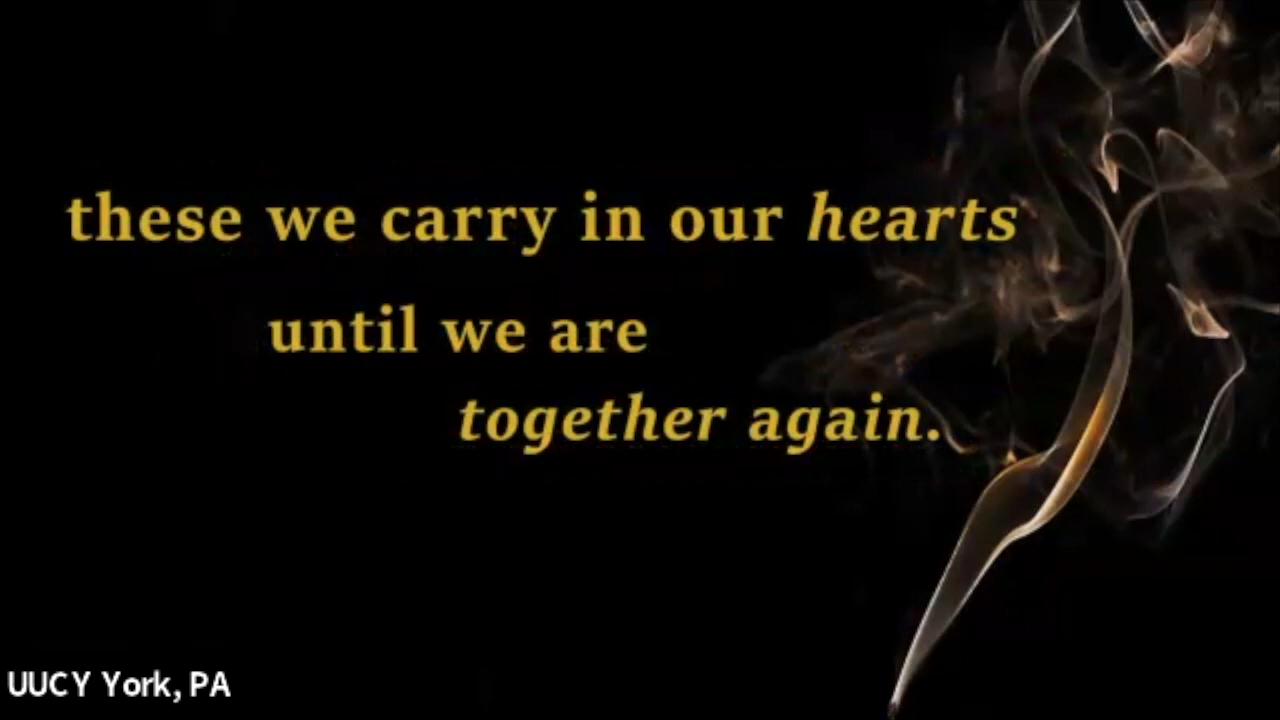 these we carry in our hearts
until we are
together again.
UUCY York, PA